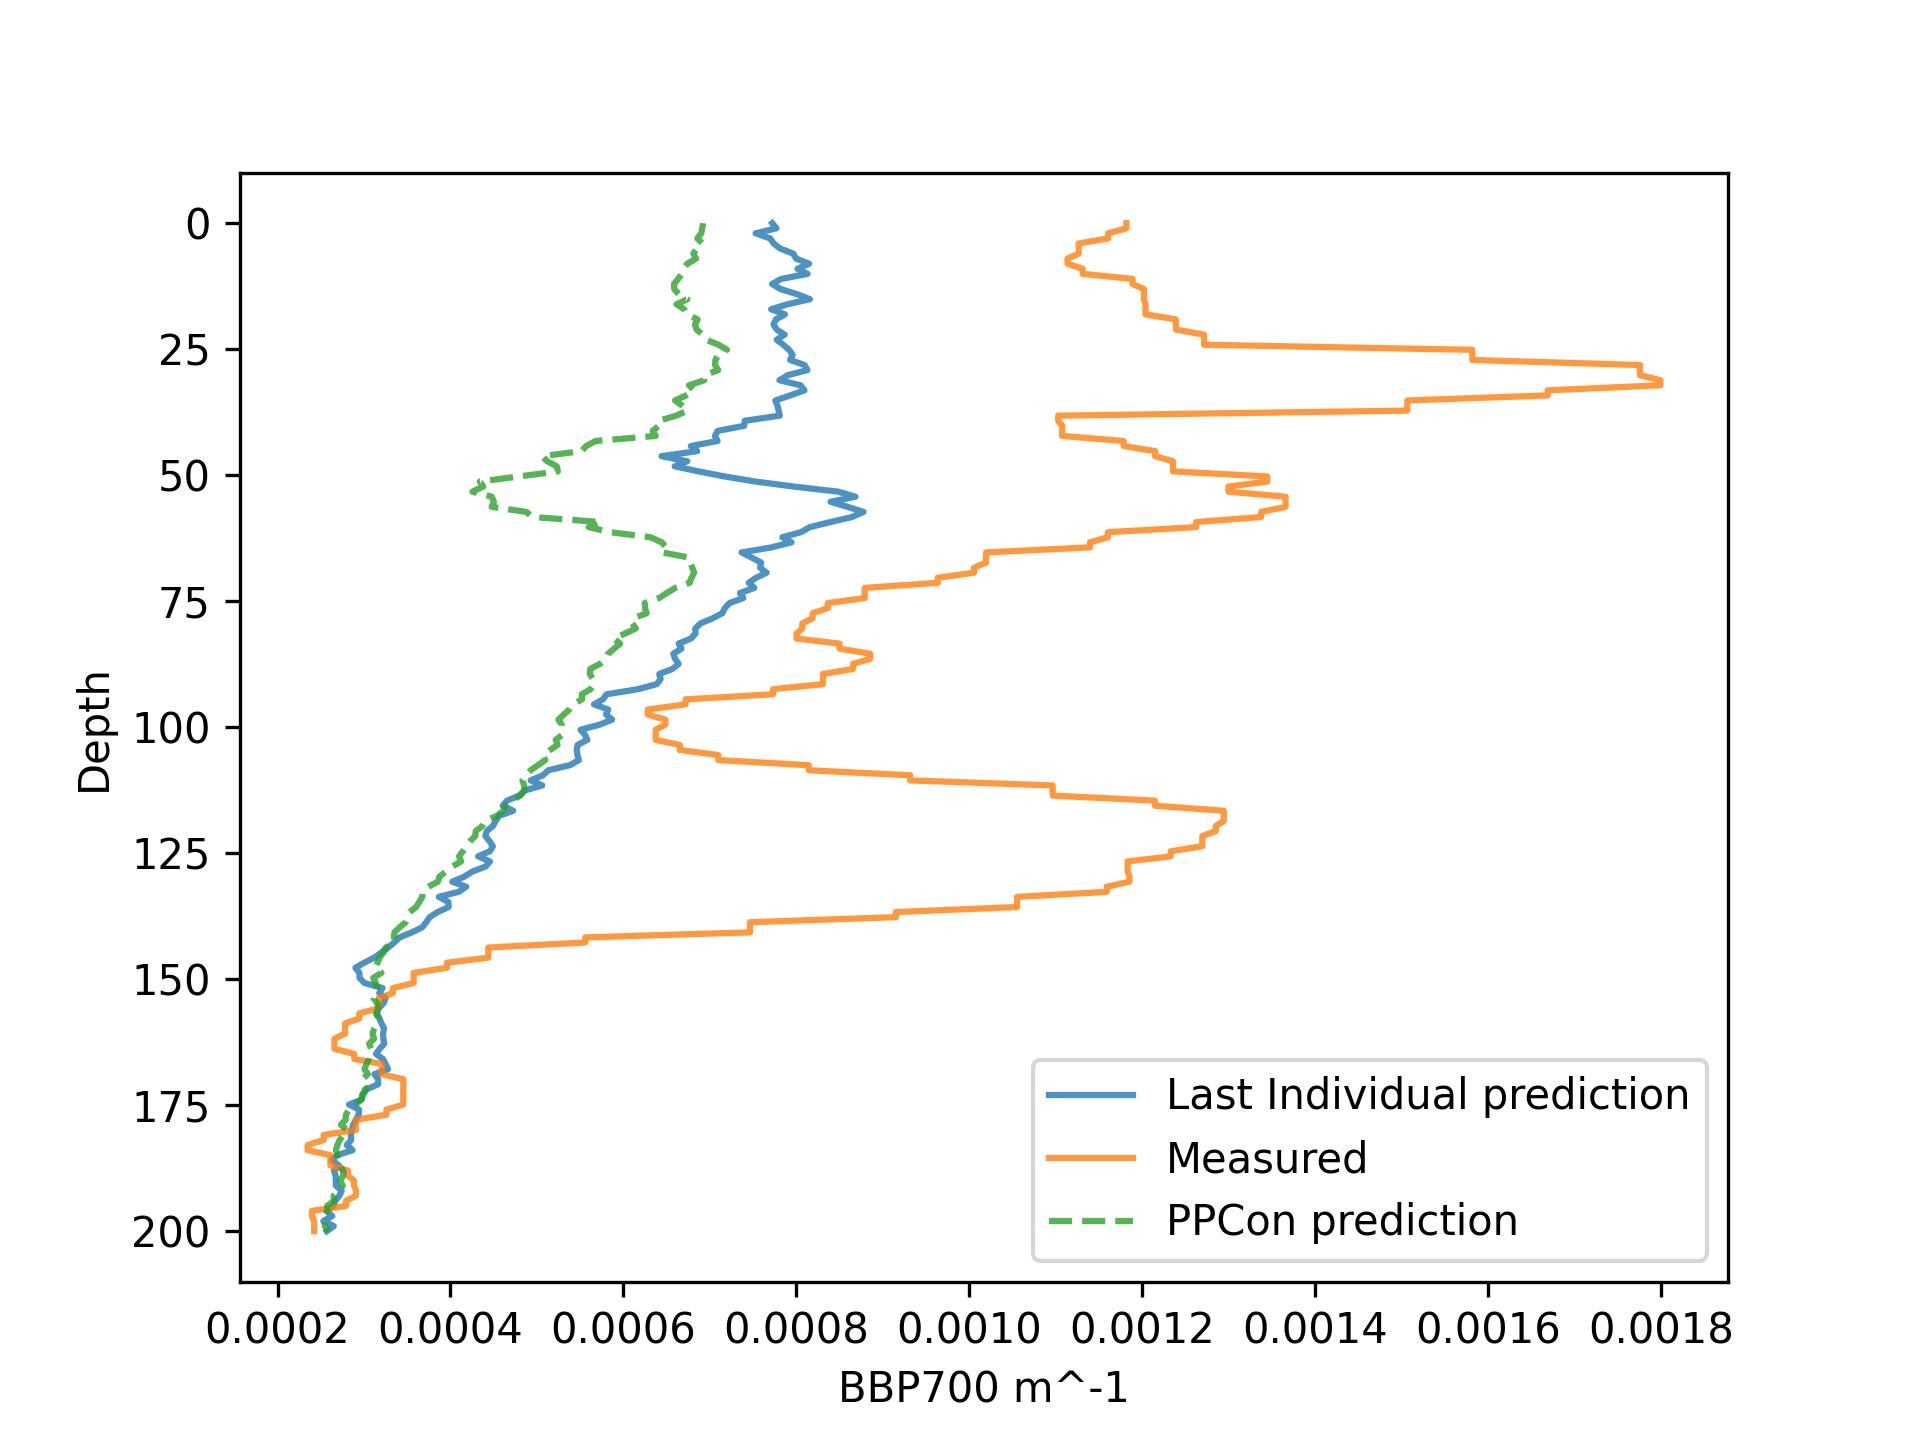 0
25
50
75
100
125
150
175
200
Depth
0.0002 0.0004 0.0006 0.0008 0.0010 0.0012 0.0014 0.0016 0.0018
BBP700 m^-1
Last Individual prediction
Measured
PPCon prediction